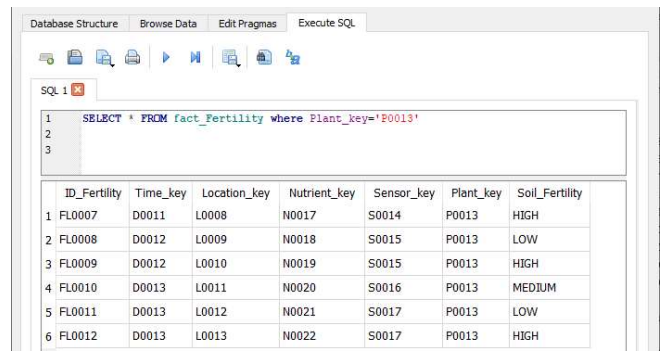 Database Structure Browse Data Edit Pragmas Execute SQL
SQL 1
1 SELECT * FROM fact_Fertility where Plant_key='P0013'
2
3
ID_Fertility Time_key Location_key Nutrient_key Sensor_key Plant_key Soil_Fertility
1 FL0007 D0011 L0008 N0017 S0014 P0013 HIGH
2 FL0008 D0012 L0009 N0018 S0015 P0013 LOW
3 FL0009 D0012 L0010 N0019 S0015 P0013 HIGH
4 FL0010 D0013 L0011 N0020 S0016 P0013 MEDIUM
5 FL0011 D0013 L0012 N0021 S0017 P0013 LOW
6 FL0012 D0013 L0013 N0022 S0017 P0013 HIGH